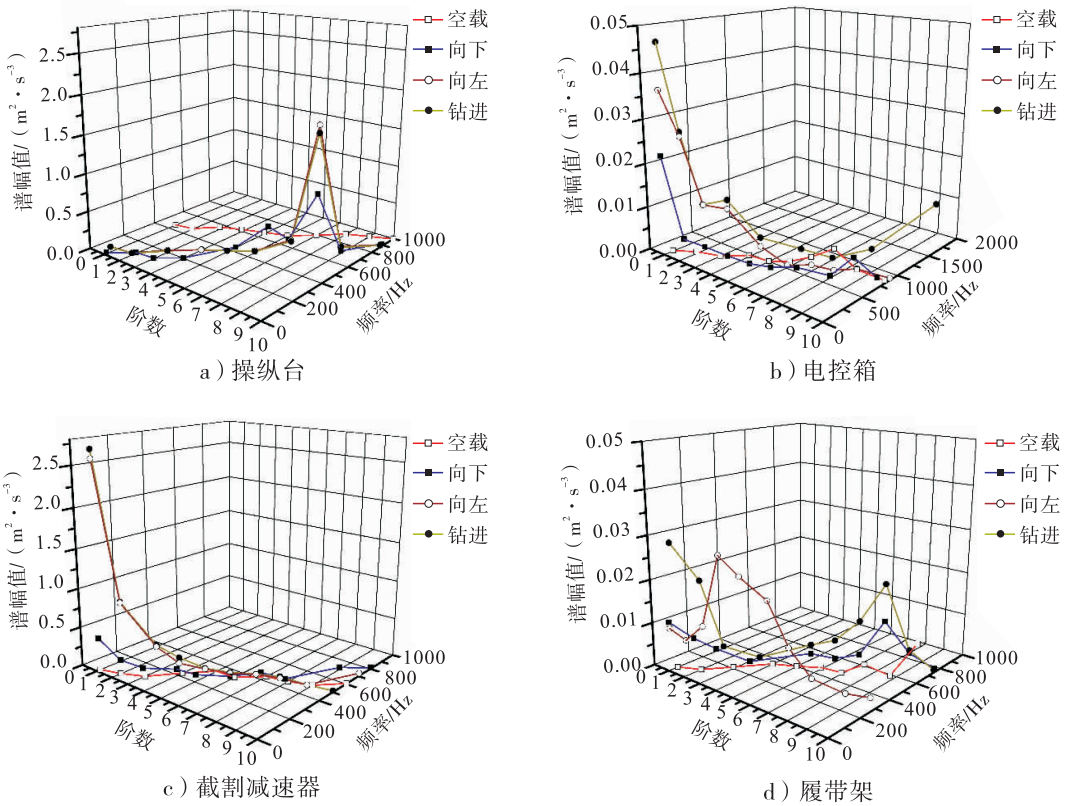 空载
向下
向左
钻进
谱幅值/(m²·s⁻³)
2.5
2.0
1.5
1.0
0.5
0.0
0 1 2 3 4 5 6 7 8 9 10
阶数
0 200 400 600 800 1000
频率/Hz
a)操纵台
空载
向下
向左
钻进
谱幅值/(m²·s⁻³)
0.05
0.04
0.03
0.02
0.01
0.00
0 1 2 3 4 5 6 7 8 9 10
阶数
0 500 1000 1500 2000
频率/Hz
b)电控箱
空载
向下
向左
钻进
谱幅值/(m²·s⁻³)
2.5
2.0
1.5
1.0
0.5
0.0
0 1 2 3 4 5 6 7 8 9 10
阶数
0 200 400 600 800 1000
频率/Hz
c)截割减速器
空载
向下
向左
钻进
谱幅值/(m²·s⁻³)
0.05
0.04
0.03
0.02
0.01
0.00
0 1 2 3 4 5 6 7 8 9 10
阶数
0 200 400 600 800 1000
频率/Hz
d)履带架